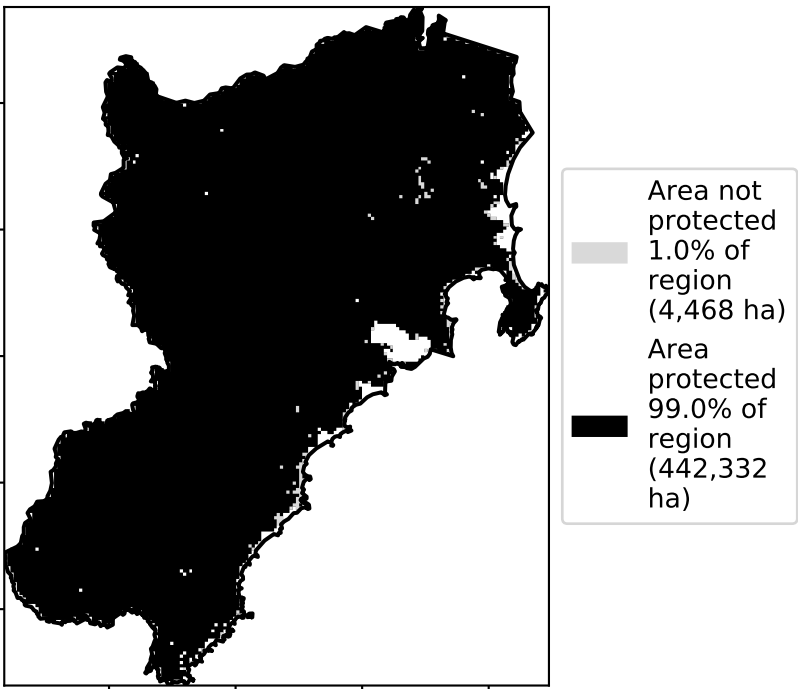 Area not
protected
1.0% of
region
(4,468 ha)
Area
protected
99.0% of
region
(442,332
ha)